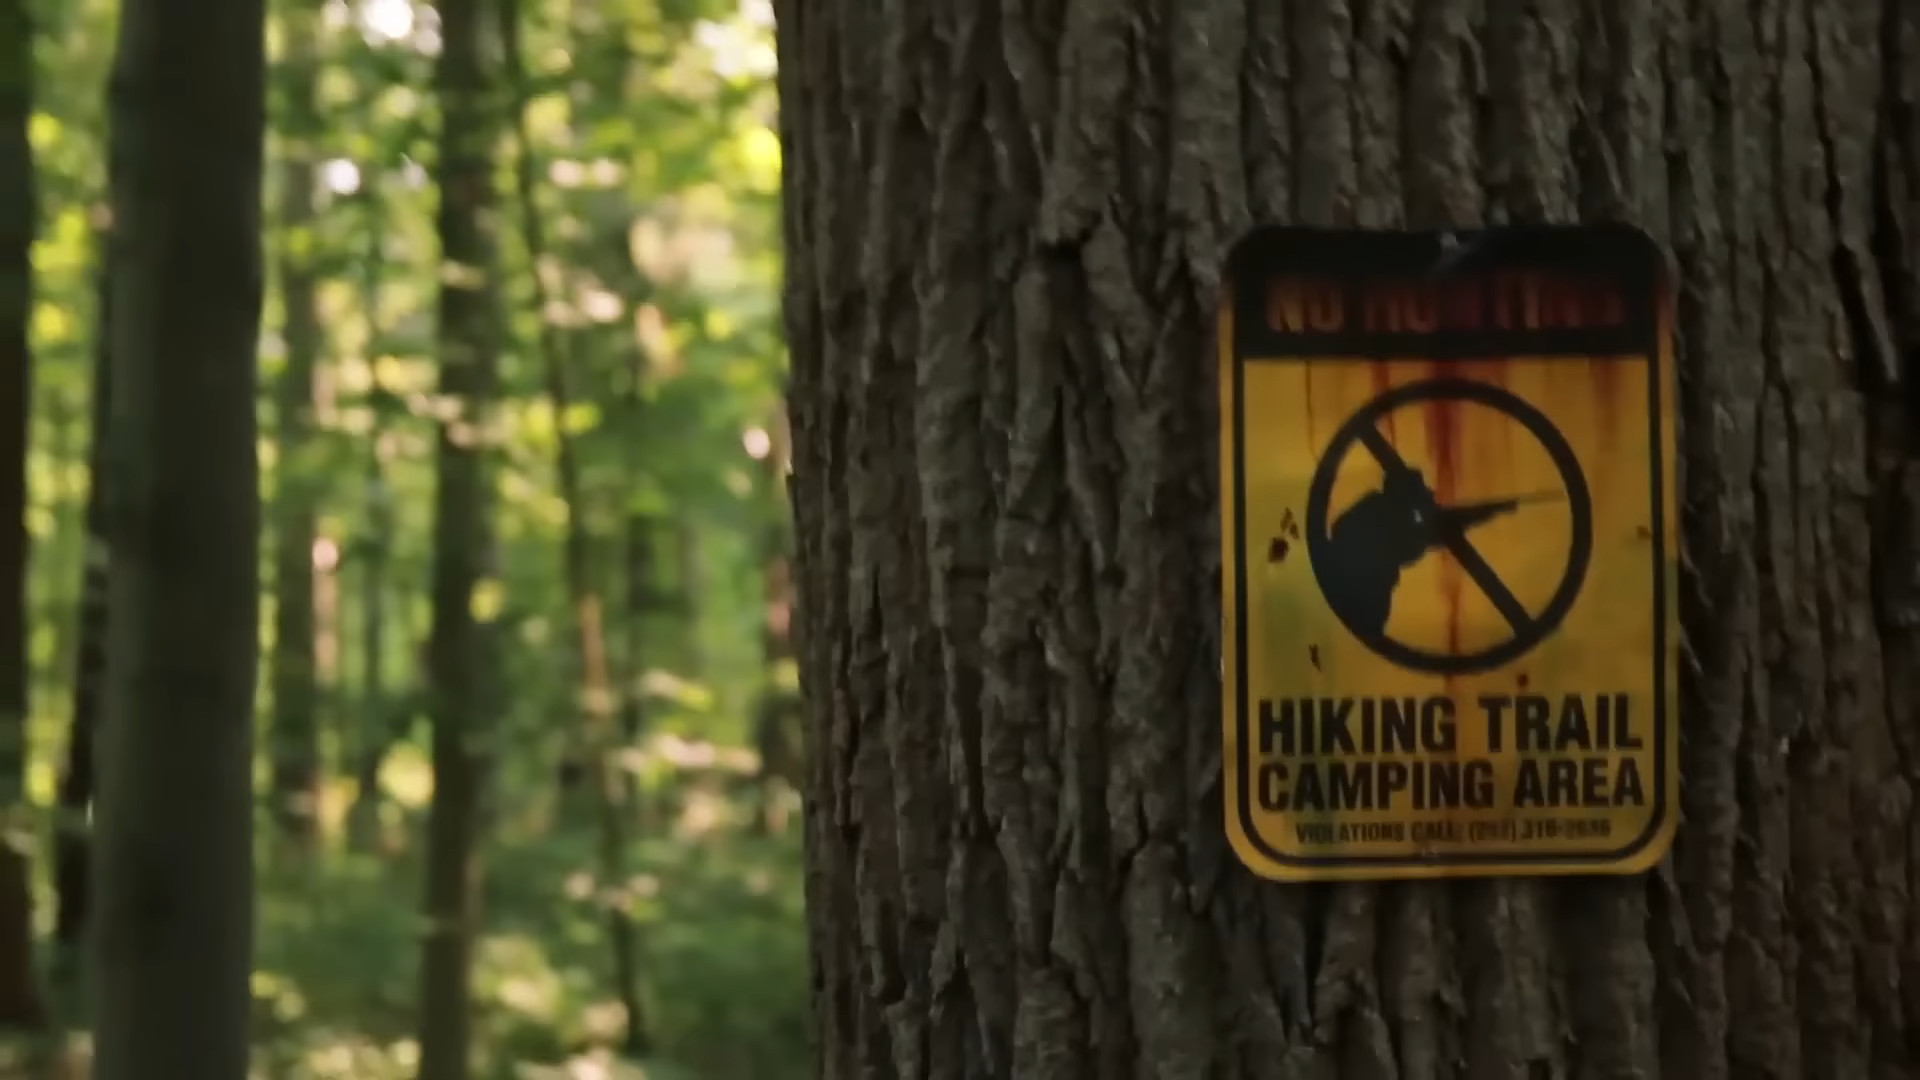 NO HUNTING
HIKING TRAIL
CAMPING AREA
VIOLATIONS CALL: